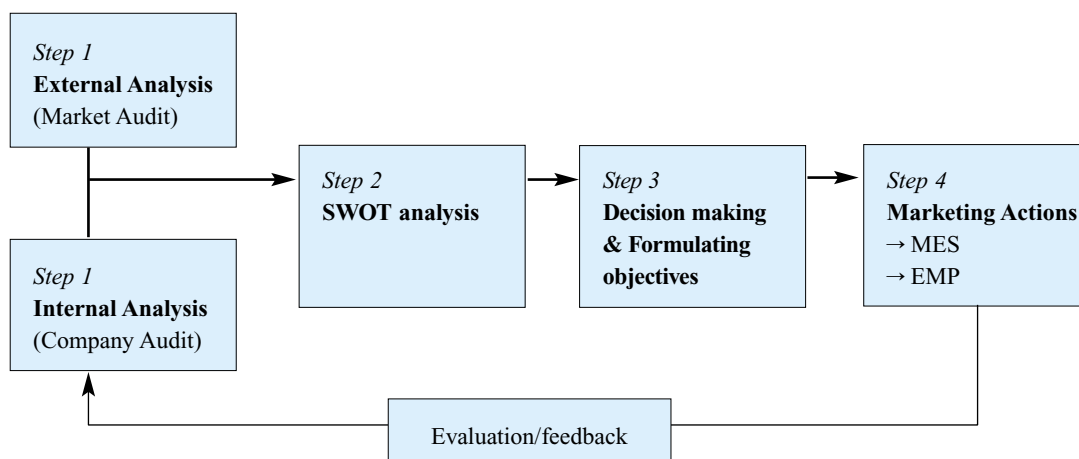 Step 1
External Analysis
(Market Audit)
Step 1
Internal Analysis
(Company Audit)
Step 2
SWOT analysis
Step 3
Decision making
& Formulating
objectives
Step 4
Marketing Actions
→ MES
→ EMP
Evaluation/feedback